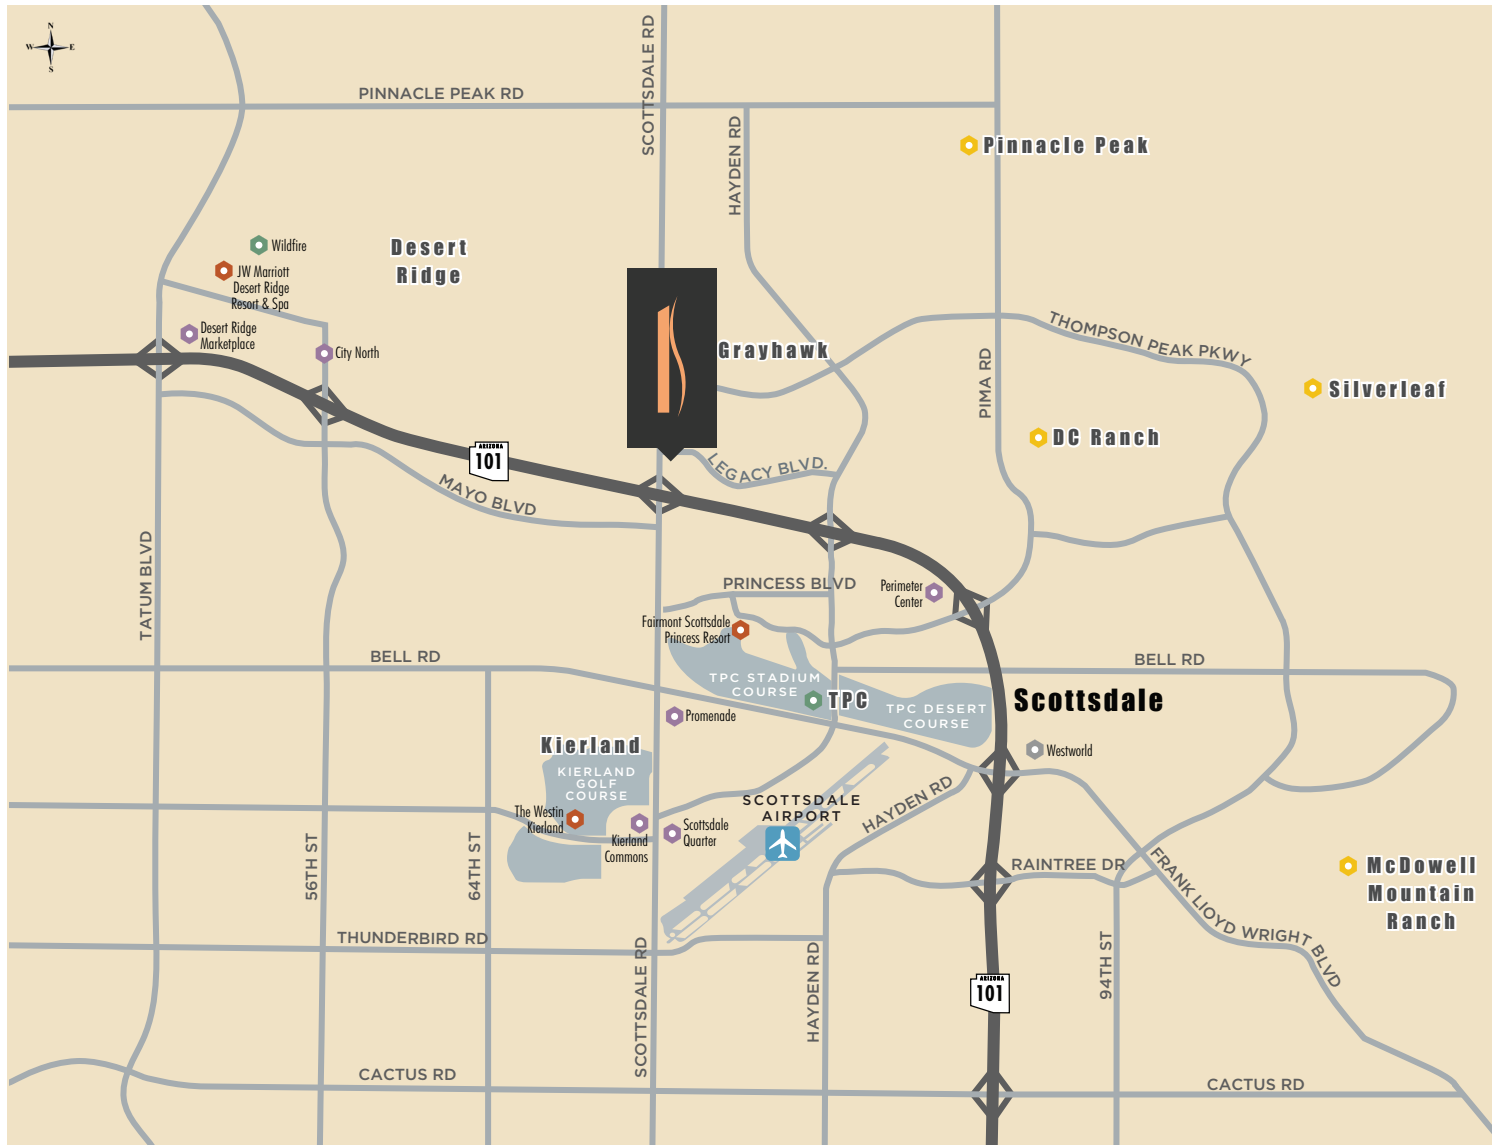 N
W
E
S
PINNACLE PEAK RD
SCOTTSDALE RD
HAYDEN RD
Pinnacle Peak
Wildfire
JW Marriott
Desert Ridge
Resort & Spa
Desert
Ridge
Desert Ridge
Marketplace
City North
Grayhawk
THOMPSON PEAK PKWY
PIMA RD
Silverleaf
DC Ranch
ARIZONA
101
MAYO BLVD
LEGACY BLVD.
TATUM BLVD
PRINCESS BLVD
Perimeter
Center
Fairmont Scottsdale
Princess Resort
BELL RD
BELL RD
TPC STADIUM
COURSE
TPC
TPC DESERT
COURSE
Scottsdale
Promenade
Westworld
Kierland
KIERLAND
GOLF
COURSE
The Westin
Kierland
Kierland
Commons
Scottsdale
Quarter
SCOTTSDALE
AIRPORT
HAYDEN RD
RAINTREE DR
FRANK LIOYD WRIGHT BLVD
McDowell
Mountain
Ranch
56TH ST
64TH ST
THUNDERBIRD RD
SCOTTSDALE RD
HAYDEN RD
94TH ST
ARIZONA
101
CACTUS RD
CACTUS RD